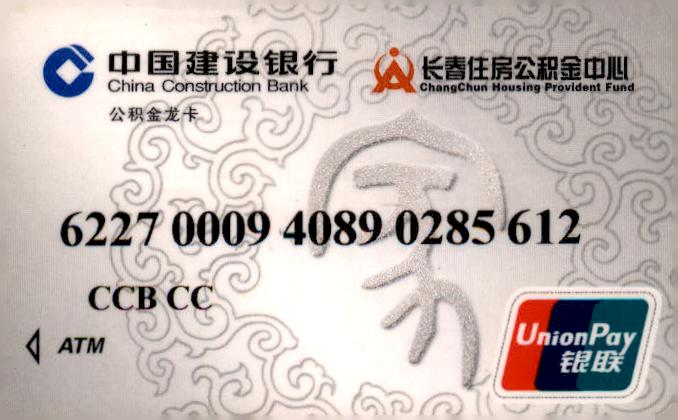 中国建设银行
China Construction Bank
长春住房公积金中心
ChangChun Housing Provident Fund
公积金龙卡
家
6227 0009 4089 0285 612
CCB CC
ATM
UnionPay
银联